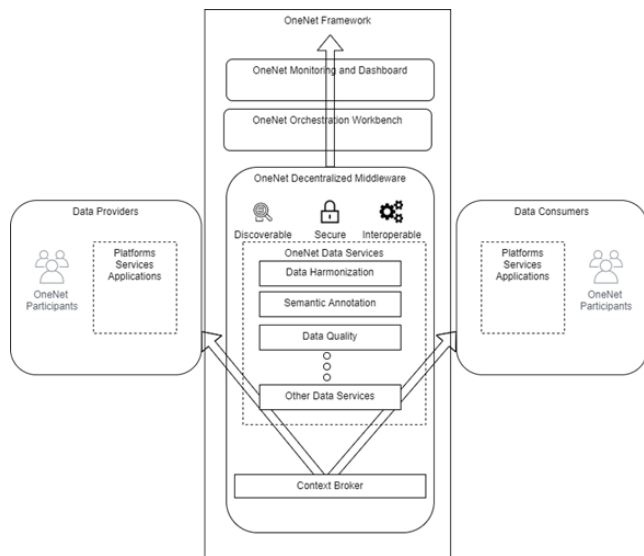 OneNet Framework
OneNet Monitoring and Dashboard
OneNet Orchestration Workbench
OneNet Decentralized Middleware
Discoverable
Secure
Interoperable
OneNet Data Services
Data Harmonization
Semantic Annotation
Data Quality
Other Data Services
Context Broker
Data Providers
OneNet
Participants
Platforms
Services
Applications
Data Consumers
Platforms
Services
Applications
OneNet
Participants